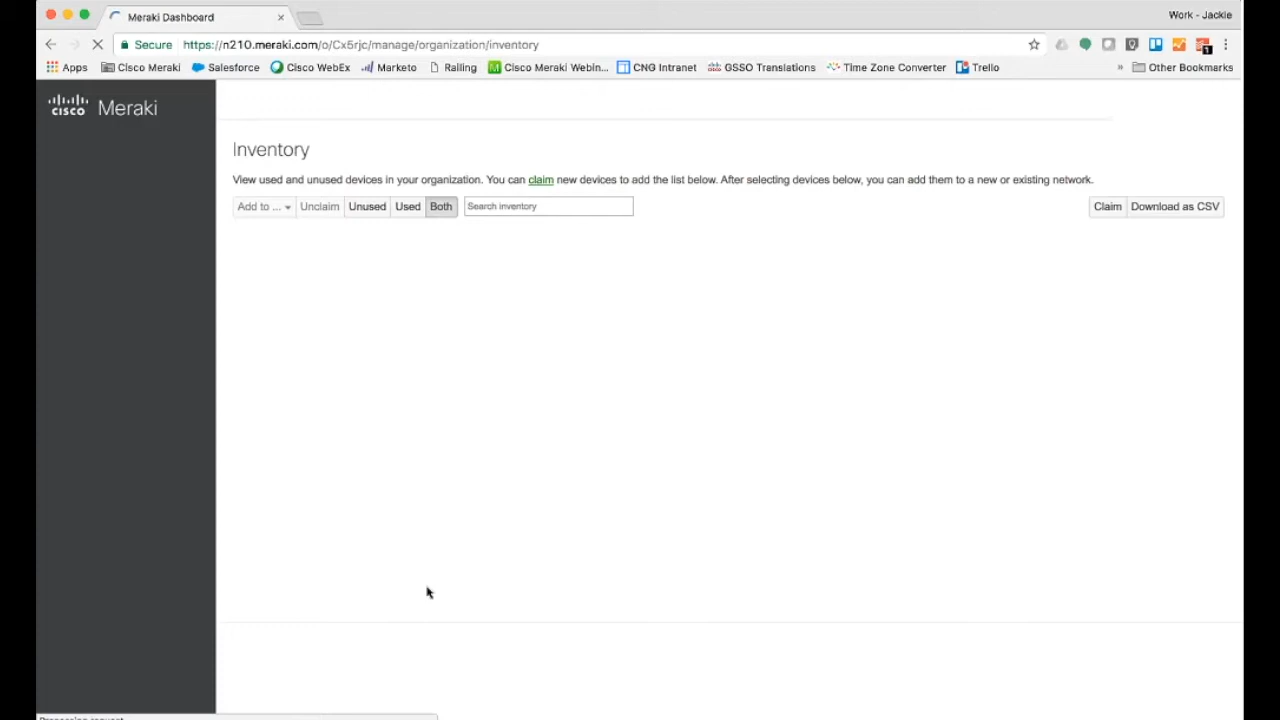 Meraki Dashboard
Work - Jackie
Secure https://n210.meraki.com/o/Cx5rjc/manage/organization/inventory
1
Apps Cisco Meraki Salesforce Cisco WebEx Marketo Railing Cisco Meraki Webin... CNG Intranet GSSO Translations Time Zone Converter Trello » Other Bookmarks
CISCO Meraki
Inventory
View used and unused devices in your organization. You can claim new devices to add the list below. After selecting devices below, you can add them to a new or existing network.
Add to ... Unclaim Unused Used Both Search inventory Claim Download as CSV